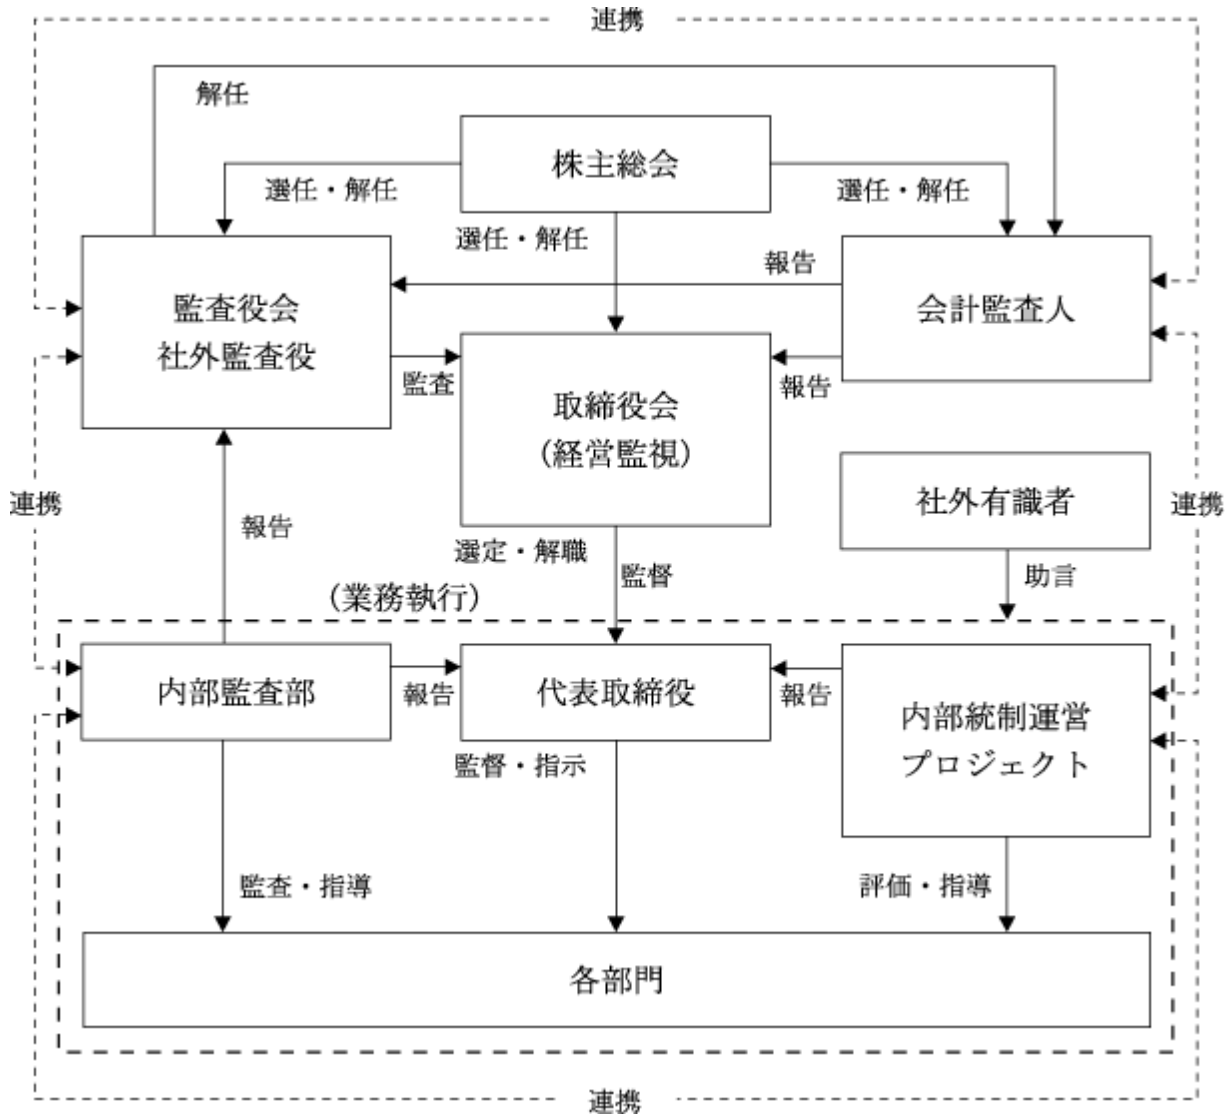 連携
解任
株主総会
選任・解任
選任・解任
選任・解任
報告
監査役会
社外監査役
会計監査人
監査
報告
取締役会
（経営監視）
社外有識者
連携
連携
報告
選定・解職
監督
助言
（業務執行）
内部監査部
報告
代表取締役
報告
内部統制運営
プロジェクト
監督・指示
監査・指導
評価・指導
各部門
連携